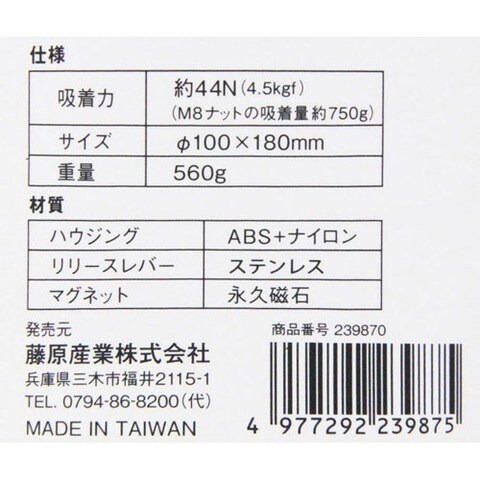 仕様
吸着力 約44N(4.5kgf)
(M8ナットの吸着量約750g)
サイズ φ100×180mm
重量 560g
材質
ハウジング ABS+ナイロン
リリースレバー ステンレス
マグネット 永久磁石
発売元
商品番号 239870
藤原産業株式会社
兵庫県三木市福井2115-1
TEL. 0794-86-8200(代)
MADE IN TAIWAN
4 977292 239875